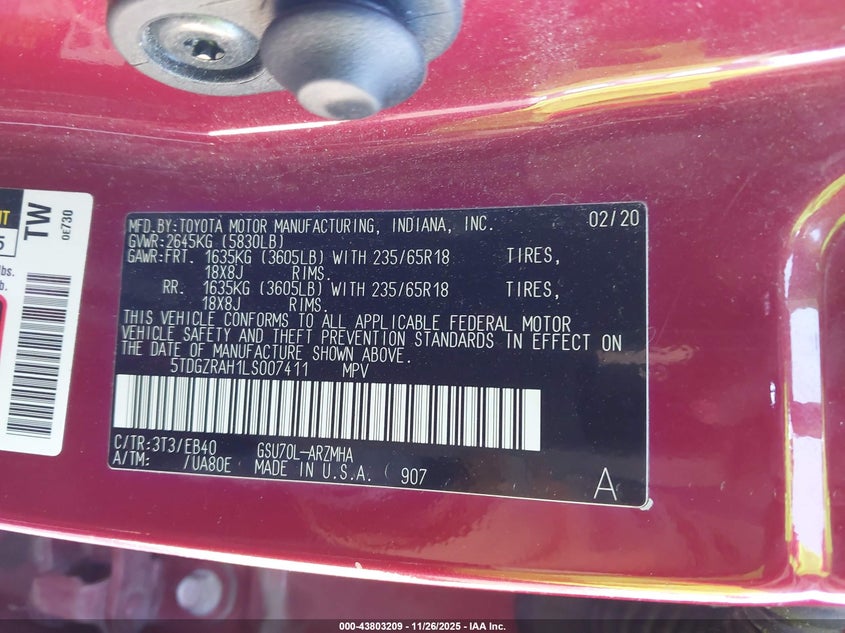 TW
0E730
lbs.
MFD.BY:TOYOTA MOTOR MANUFACTURING, INDIANA, INC. 02/20
GVWR:2645KG (5830LB)
GAWR:FRT. 1635KG (3605LB) WITH 235/65R18 TIRES,
18X8J RIMS.
RR. 1635KG (3605LB) WITH 235/65R18 TIRES,
18X8J RIMS.
THIS VEHICLE CONFORMS TO ALL APPLICABLE FEDERAL MOTOR
VEHICLE SAFETY AND THEFT PREVENTION STANDARDS IN EFFECT ON
THE DATE OF MANUFACTURE SHOWN ABOVE.
5TDGZRAH1LS007411 MPV
C/TR:3T3/EB40 GSU70L-ARZMHA
A/TM: /UA80E MADE IN U.S.A. 907
A
000-43803209 - 11/26/2025 - IAA Inc.